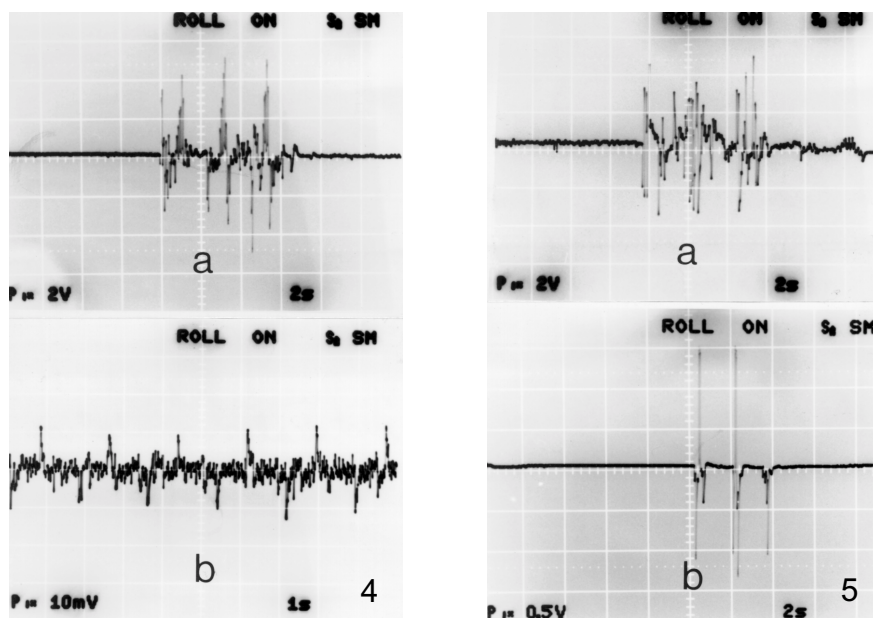 ROLL ON SM
a
P 2V 2s
ROLL ON SM
b
P 10mV 1s 4
ROLL ON SM
a
P 2V 2s
ROLL ON SM
b
P 0.5V 2s 5